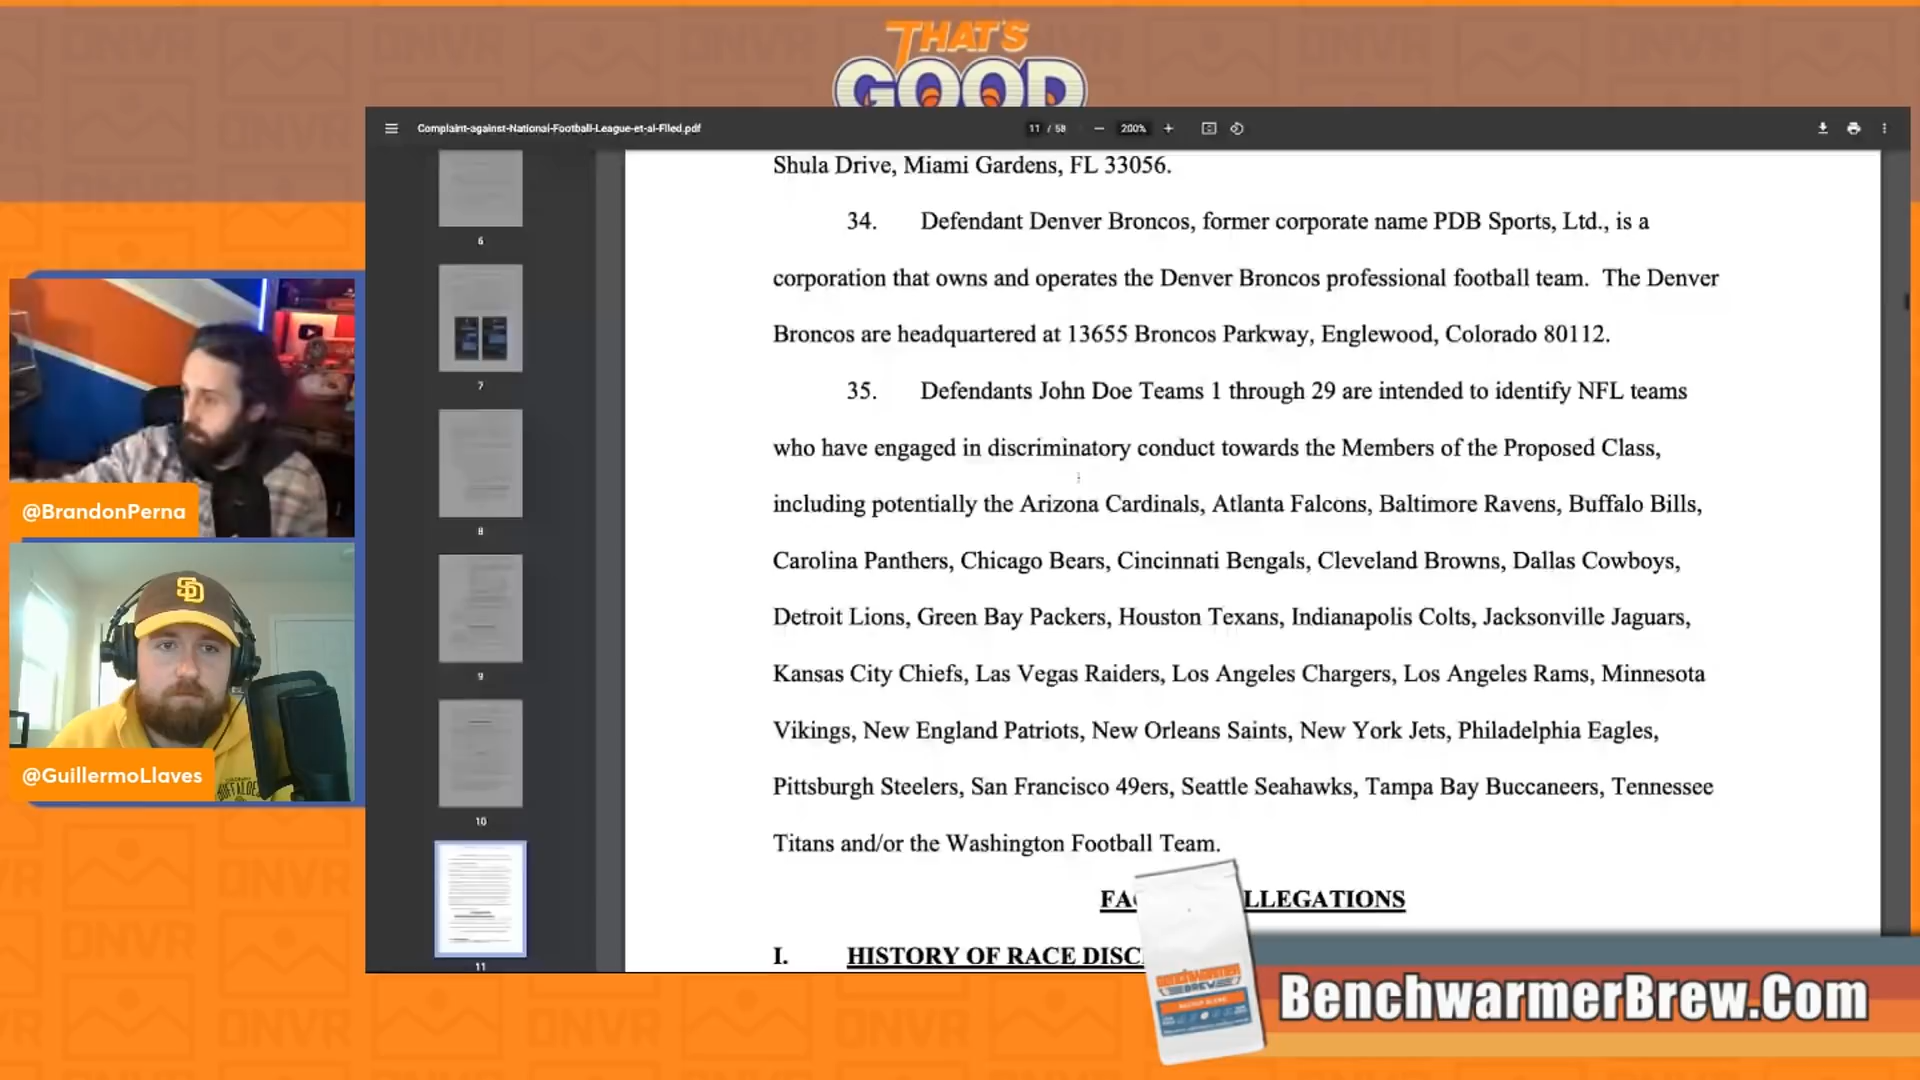 THAT'S
GOOD
Complaint-against-National-Football-League-et-al-Filed.pdf
11 / 58
200%
Shula Drive, Miami Gardens, FL 33056.
34. Defendant Denver Broncos, former corporate name PDB Sports, Ltd., is a
corporation that owns and operates the Denver Broncos professional football team. The Denver
Broncos are headquartered at 13655 Broncos Parkway, Englewood, Colorado 80112.
35. Defendants John Doe Teams 1 through 29 are intended to identify NFL teams
who have engaged in discriminatory conduct towards the Members of the Proposed Class,
including potentially the Arizona Cardinals, Atlanta Falcons, Baltimore Ravens, Buffalo Bills,
Carolina Panthers, Chicago Bears, Cincinnati Bengals, Cleveland Browns, Dallas Cowboys,
Detroit Lions, Green Bay Packers, Houston Texans, Indianapolis Colts, Jacksonville Jaguars,
Kansas City Chiefs, Las Vegas Raiders, Los Angeles Chargers, Los Angeles Rams, Minnesota
Vikings, New England Patriots, New Orleans Saints, New York Jets, Philadelphia Eagles,
Pittsburgh Steelers, San Francisco 49ers, Seattle Seahawks, Tampa Bay Buccaneers, Tennessee
Titans and/or the Washington Football Team.
FA LLEGATIONS
I. HISTORY OF RACE DISC
6
7
8
9
10
11
@BrandonPerna
SD
@GuillermoLlaves
BUFFALOES
BENCHWARMER
BREW
BenchwarmerBrew.Com
DNVR